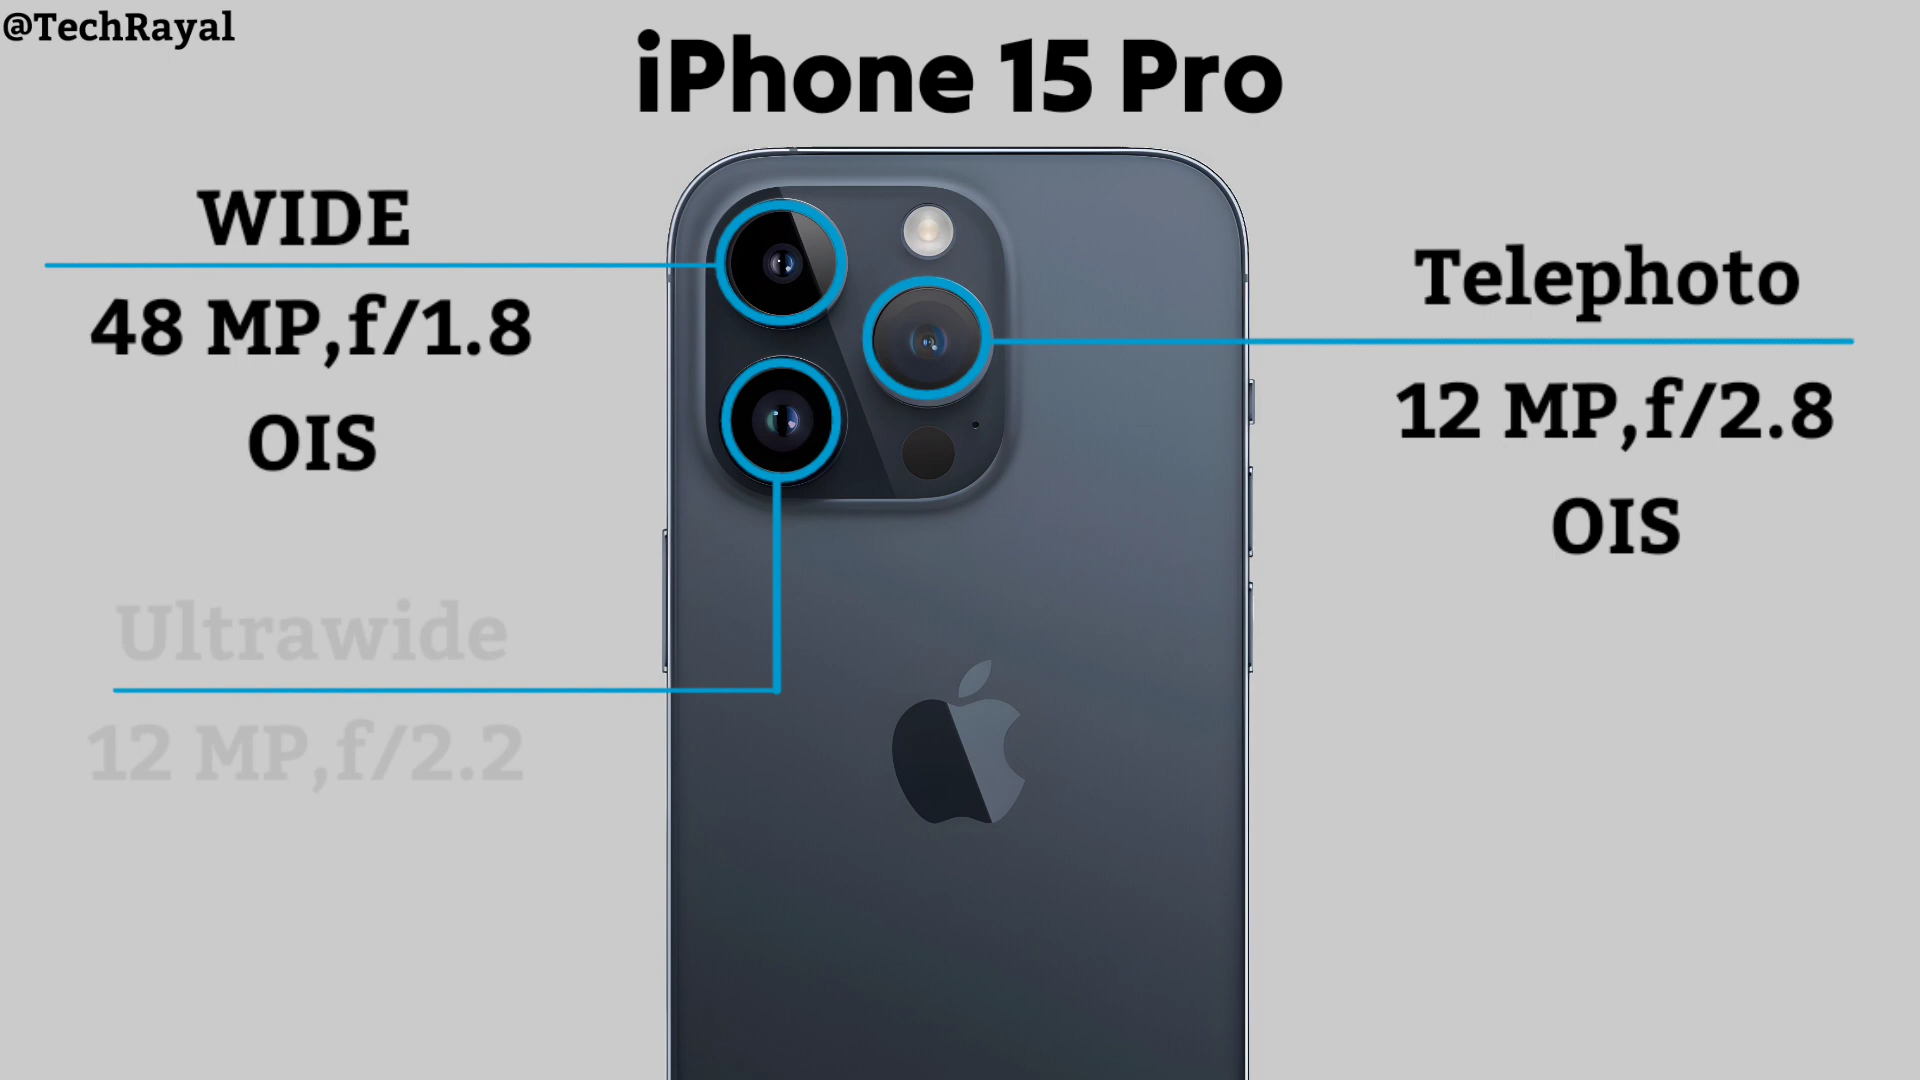 @TechRayal
iPhone 15 Pro
WIDE
48 MP,f/1.8
OIS
Telephoto
12 MP,f/2.8
OIS
Ultrawide
12 MP,f/2.2